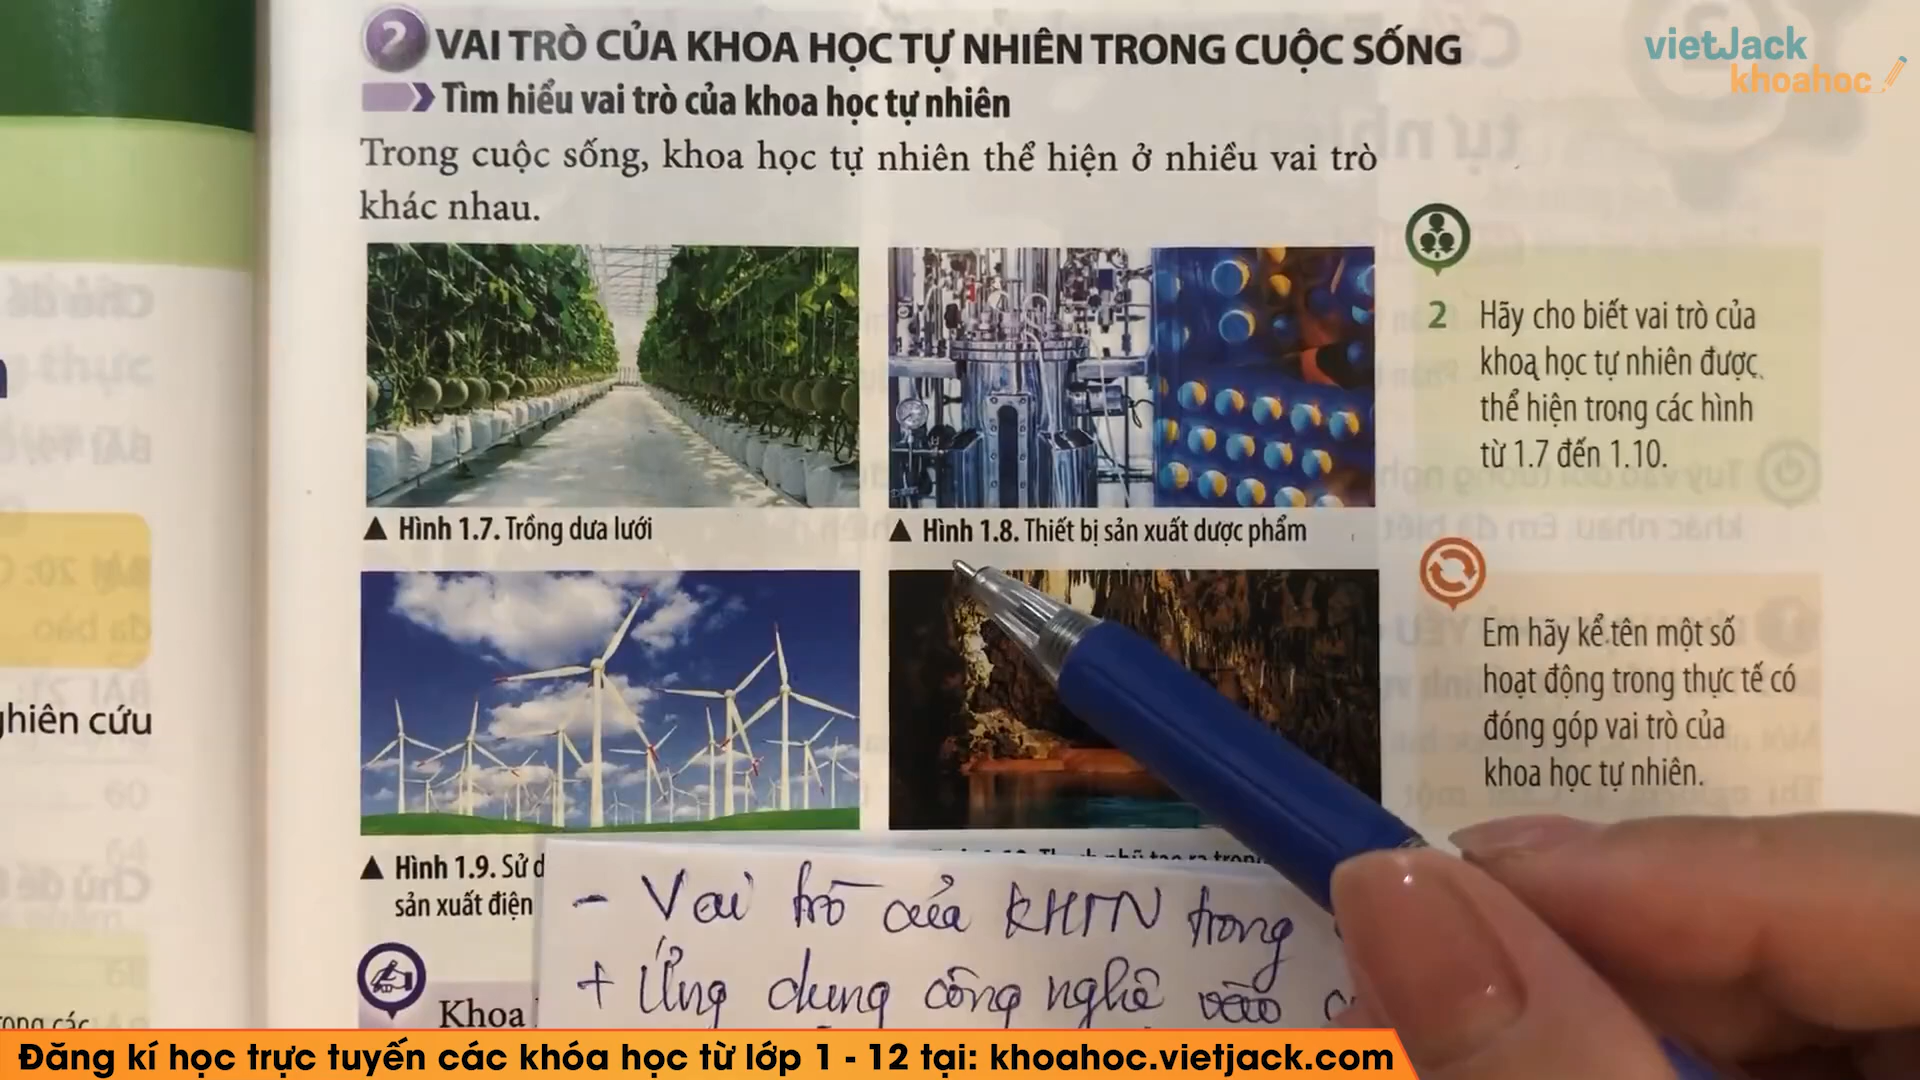 2 VAI TRÒ CỦA KHOA HỌC TỰ NHIÊN TRONG CUỘC SỐNG
vietJack
khoahoc
Tìm hiểu vai trò của khoa học tự nhiên
Trong cuộc sống, khoa học tự nhiên thể hiện ở nhiều vai trò
khác nhau.
▲ Hình 1.7. Trồng dưa lưới
▲ Hình 1.8. Thiết bị sản xuất dược phẩm
2 Hãy cho biết vai trò của
khoa học tự nhiên được
thể hiện trong các hình
từ 1.7 đến 1.10.
Em hãy kể tên một số
hoạt động trong thực tế có
đóng góp vai trò của
khoa học tự nhiên.
ghiên cứu
▲ Hình 1.9. Sử d
sản xuất điện
- Vai trò của KHTN trong
+ Ứng dụng công nghệ vào
Khoa
Đăng kí học trực tuyến các khóa học từ lớp 1 - 12 tại: khoahoc.vietjack.com